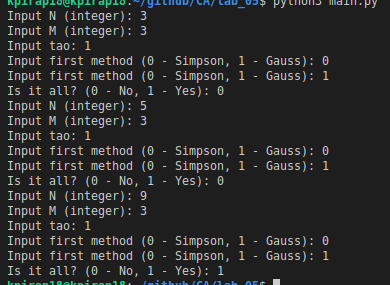 kpirap18@kpirap18:~/github/CA/lab_05$ python3 main.py
Input N (integer): 3
Input M (integer): 3
Input tao: 1
Input first method (0 - Simpson, 1 - Gauss): 0
Input first method (0 - Simpson, 1 - Gauss): 1
Is it all? (0 - No, 1 - Yes): 0
Input N (integer): 5
Input M (integer): 3
Input tao: 1
Input first method (0 - Simpson, 1 - Gauss): 0
Input first method (0 - Simpson, 1 - Gauss): 1
Is it all? (0 - No, 1 - Yes): 0
Input N (integer): 9
Input M (integer): 3
Input tao: 1
Input first method (0 - Simpson, 1 - Gauss): 0
Input first method (0 - Simpson, 1 - Gauss): 1
Is it all? (0 - No, 1 - Yes): 1
kpirap18@kpirap18:~/github/CA/lab_05$